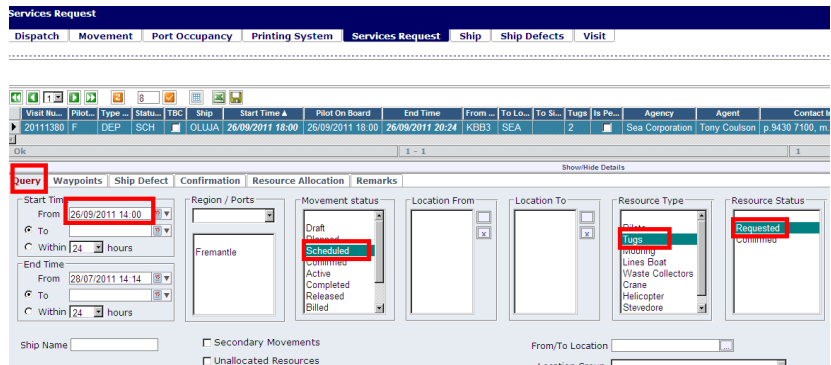 Services Request
Dispatch Movement Port Occupancy Printing System Services Request Ship Ship Defects Visit
1 8
Visit Nu... Pilot... Type ... Statu... TBC Ship Start Time Pilot On Board End Time From ... To Lo... To Si... Tugs Is Pe... Agency Agent Contact
20111380 F DEP SCH OLUJA 26/09/2011 18:00 26/09/2011 18:00 26/09/2011 20:24 KBB3 SEA 2 Sea Corporation Tony Coulson p.9430 7100, m.
Ok 1 - 1 1
Show/Hide Details
Query Waypoints Ship Defect Confirmation Resource Allocation Remarks
Start Time Region / Ports Movement status Location From Location To Resource Type Resource Status
From 26/09/2011 14:00
To
Within 24 hours
End Time
From 28/07/2011 14:14
To
Within 24 hours
Fremantle
Draft
Planned
Scheduled
Confirmed
Active
Completed
Released
Billed
x
x
Pilots
Tugs
Mooring
Lines Boat
Waste Collectors
Crane
Helicopter
Stevedore
Requested
Confirmed
Ship Name
Secondary Movements
Unallocated Resources
From/To Location ...
Location Group